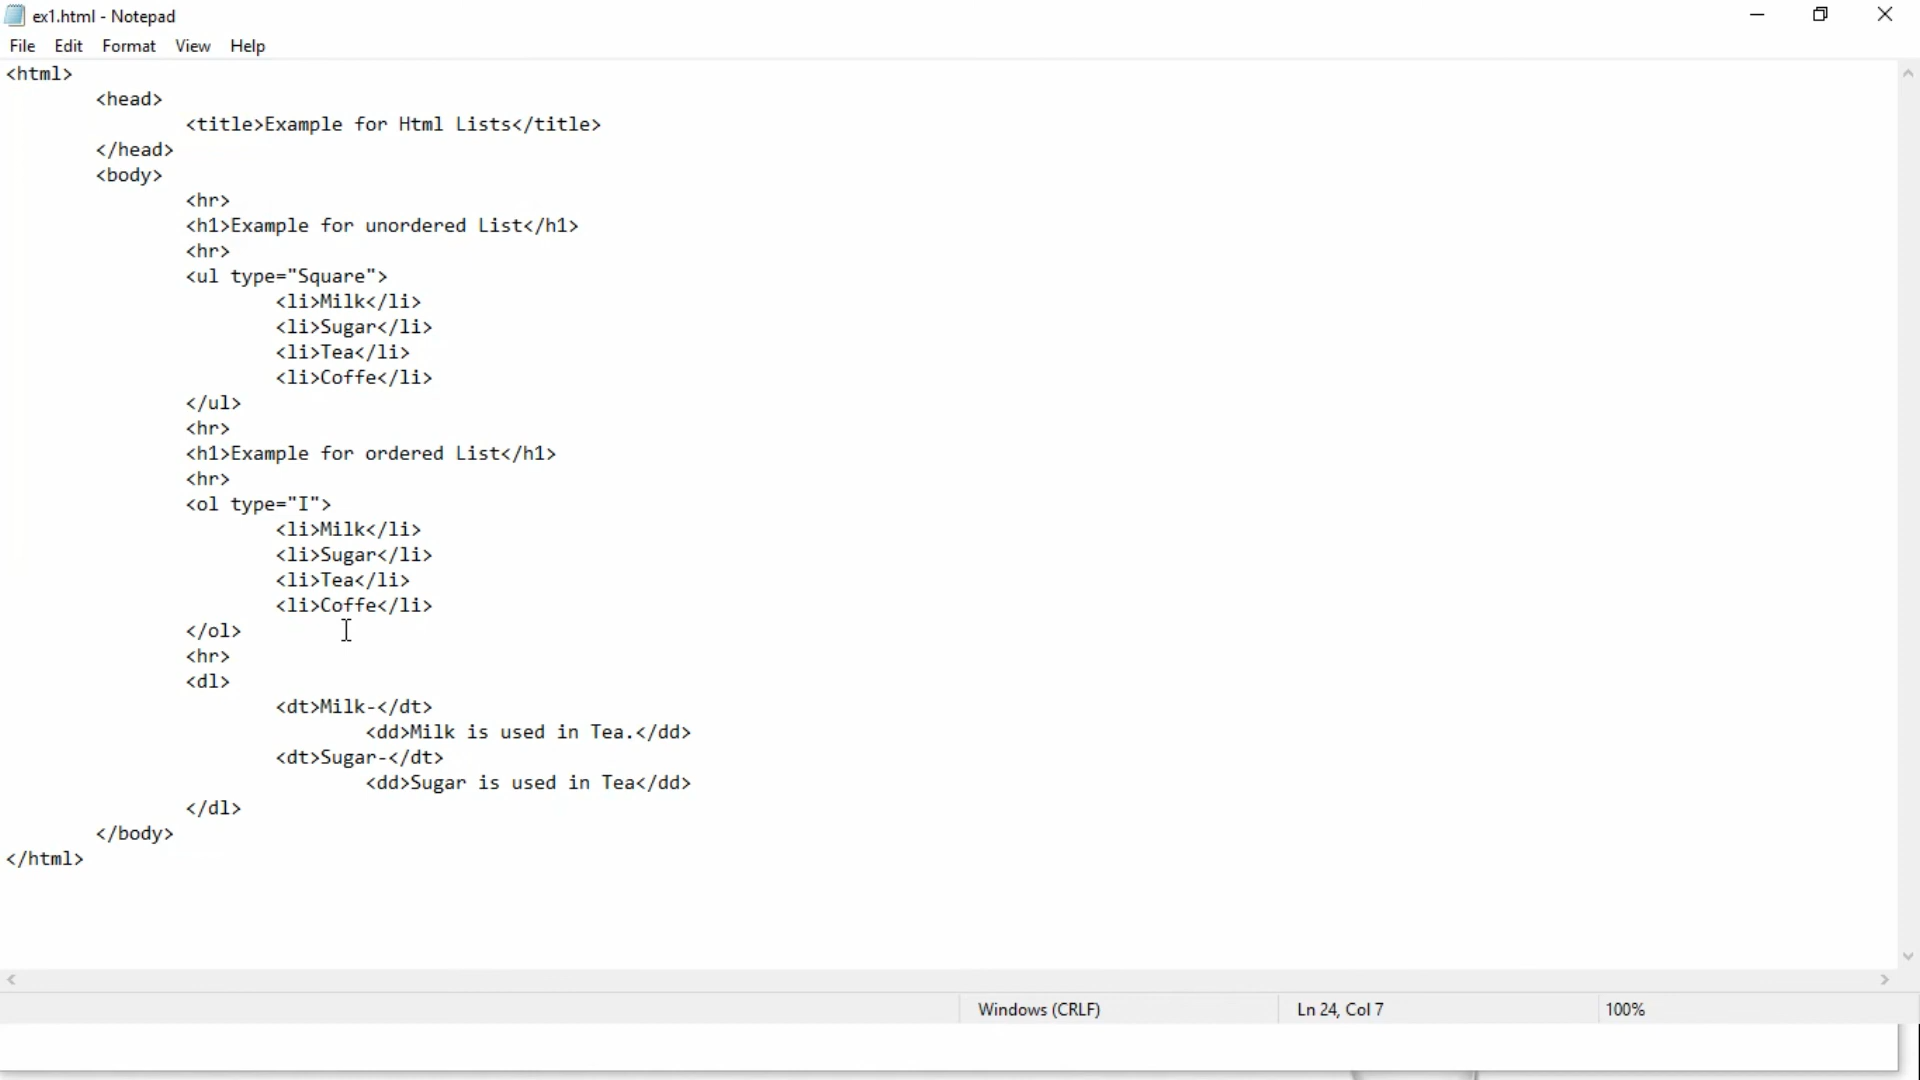 ex1.html - Notepad
File Edit Format View Help
<html>
<head>
<title>Example for Html Lists</title>
</head>
<body>
<hr>
<h1>Example for unordered List</h1>
<hr>
<ul type="Square">
<li>Milk</li>
<li>Sugar</li>
<li>Tea</li>
<li>Coffe</li>
</ul>
<hr>
<h1>Example for ordered List</h1>
<hr>
<ol type="I">
<li>Milk</li>
<li>Sugar</li>
<li>Tea</li>
<li>Coffe</li>
</ol>
<hr>
<dl>
<dt>Milk-</dt>
<dd>Milk is used in Tea.</dd>
<dt>Sugar-</dt>
<dd>Sugar is used in Tea</dd>
</dl>
</body>
</html>
Windows (CRLF) Ln 24, Col 7 100%